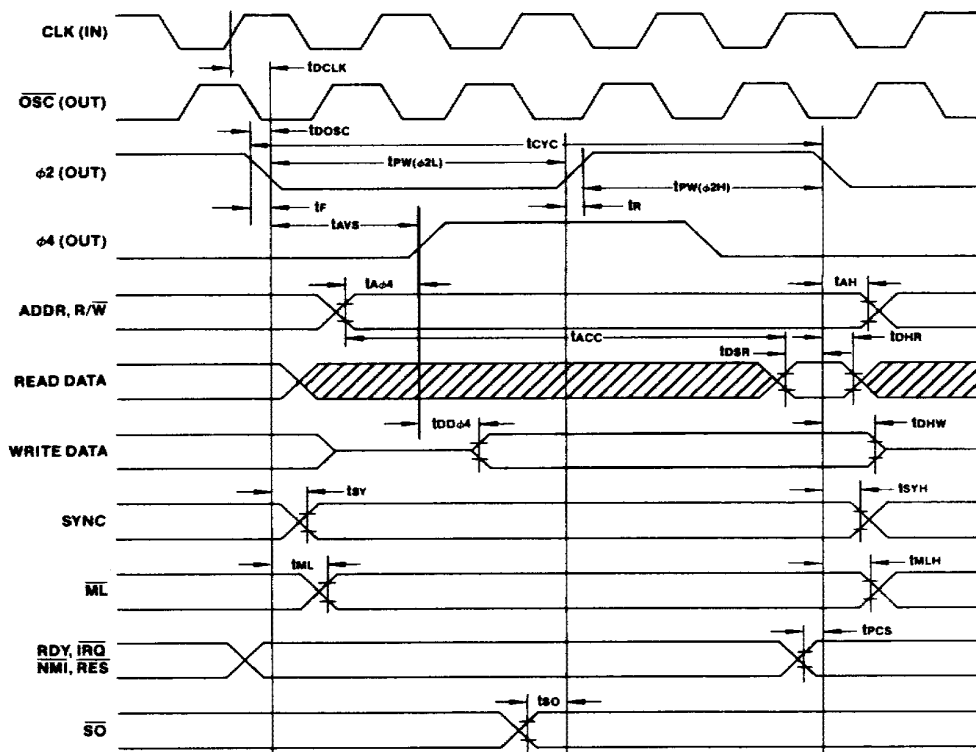 CLK (IN)
tDCLK
OSC (OUT)
tDOSC
tCYC
ϕ2 (OUT)
tPW(ϕ2L)
tPW(ϕ2H)
tF
tR
tAVS
ϕ4 (OUT)
tAϕ4
tAH
ADDR, R/W
tACC
tDSR
tDHR
READ DATA
tDDϕ4
tDHW
WRITE DATA
tSY
tSYH
SYNC
tML
tMLH
ML
RDY, IRQ
NMI, RES
tPCS
tSO
SO